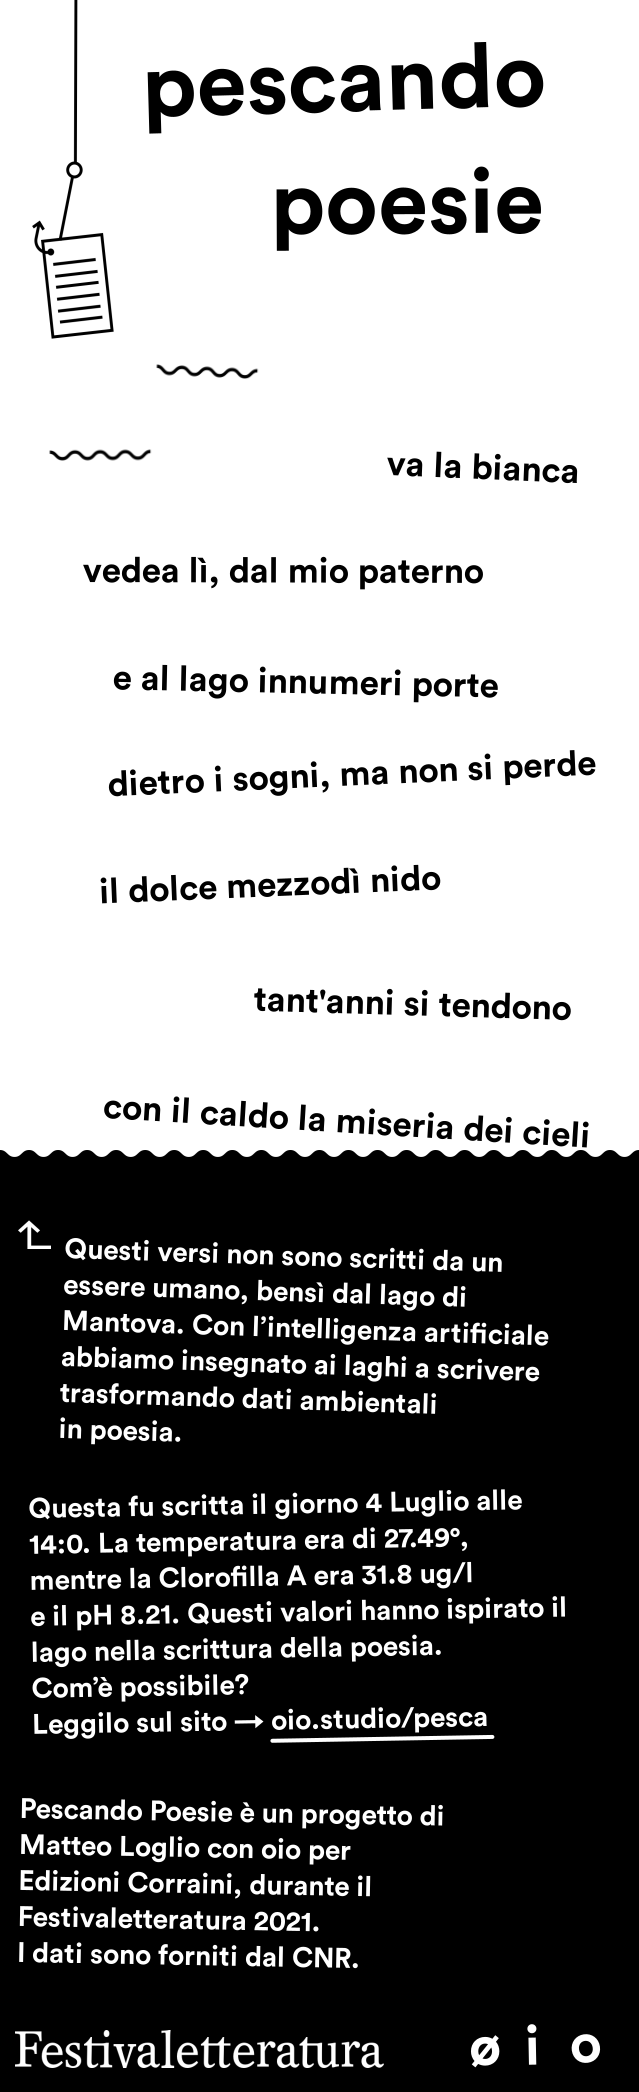 pescando
poesie
va la bianca
vedea lì, dal mio paterno
e al lago innumeri porte
dietro i sogni, ma non si perde
il dolce mezzodì nido
tant'anni si tendono
con il caldo la miseria dei cieli
Questi versi non sono scritti da un
essere umano, bensì dal lago di
Mantova. Con l’intelligenza artificiale
abbiamo insegnato ai laghi a scrivere
trasformando dati ambientali
in poesia.
Questa fu scritta il giorno 4 Luglio alle
14:0. La temperatura era di 27.49°,
mentre la Clorofilla A era 31.8 ug/l
e il pH 8.21. Questi valori hanno ispirato il
lago nella scrittura della poesia.
Com’è possibile?
Leggilo sul sito → oio.studio/pesca
Pescando Poesie è un progetto di
Matteo Loglio con oio per
Edizioni Corraini, durante il
Festivaletteratura 2021.
I dati sono forniti dal CNR.
Festivaletteratura
ø i o